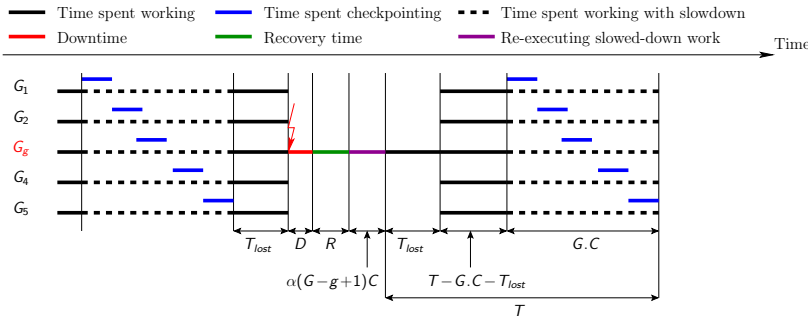 Time spent working Time spent checkpointing Time spent working with slowdown
Downtime Recovery time Re-executing slowed-down work
Time
G1
G2
Gg
G4
G5
Tlost D R Tlost G.C
α(G−g+1)C T−G.C−Tlost
T